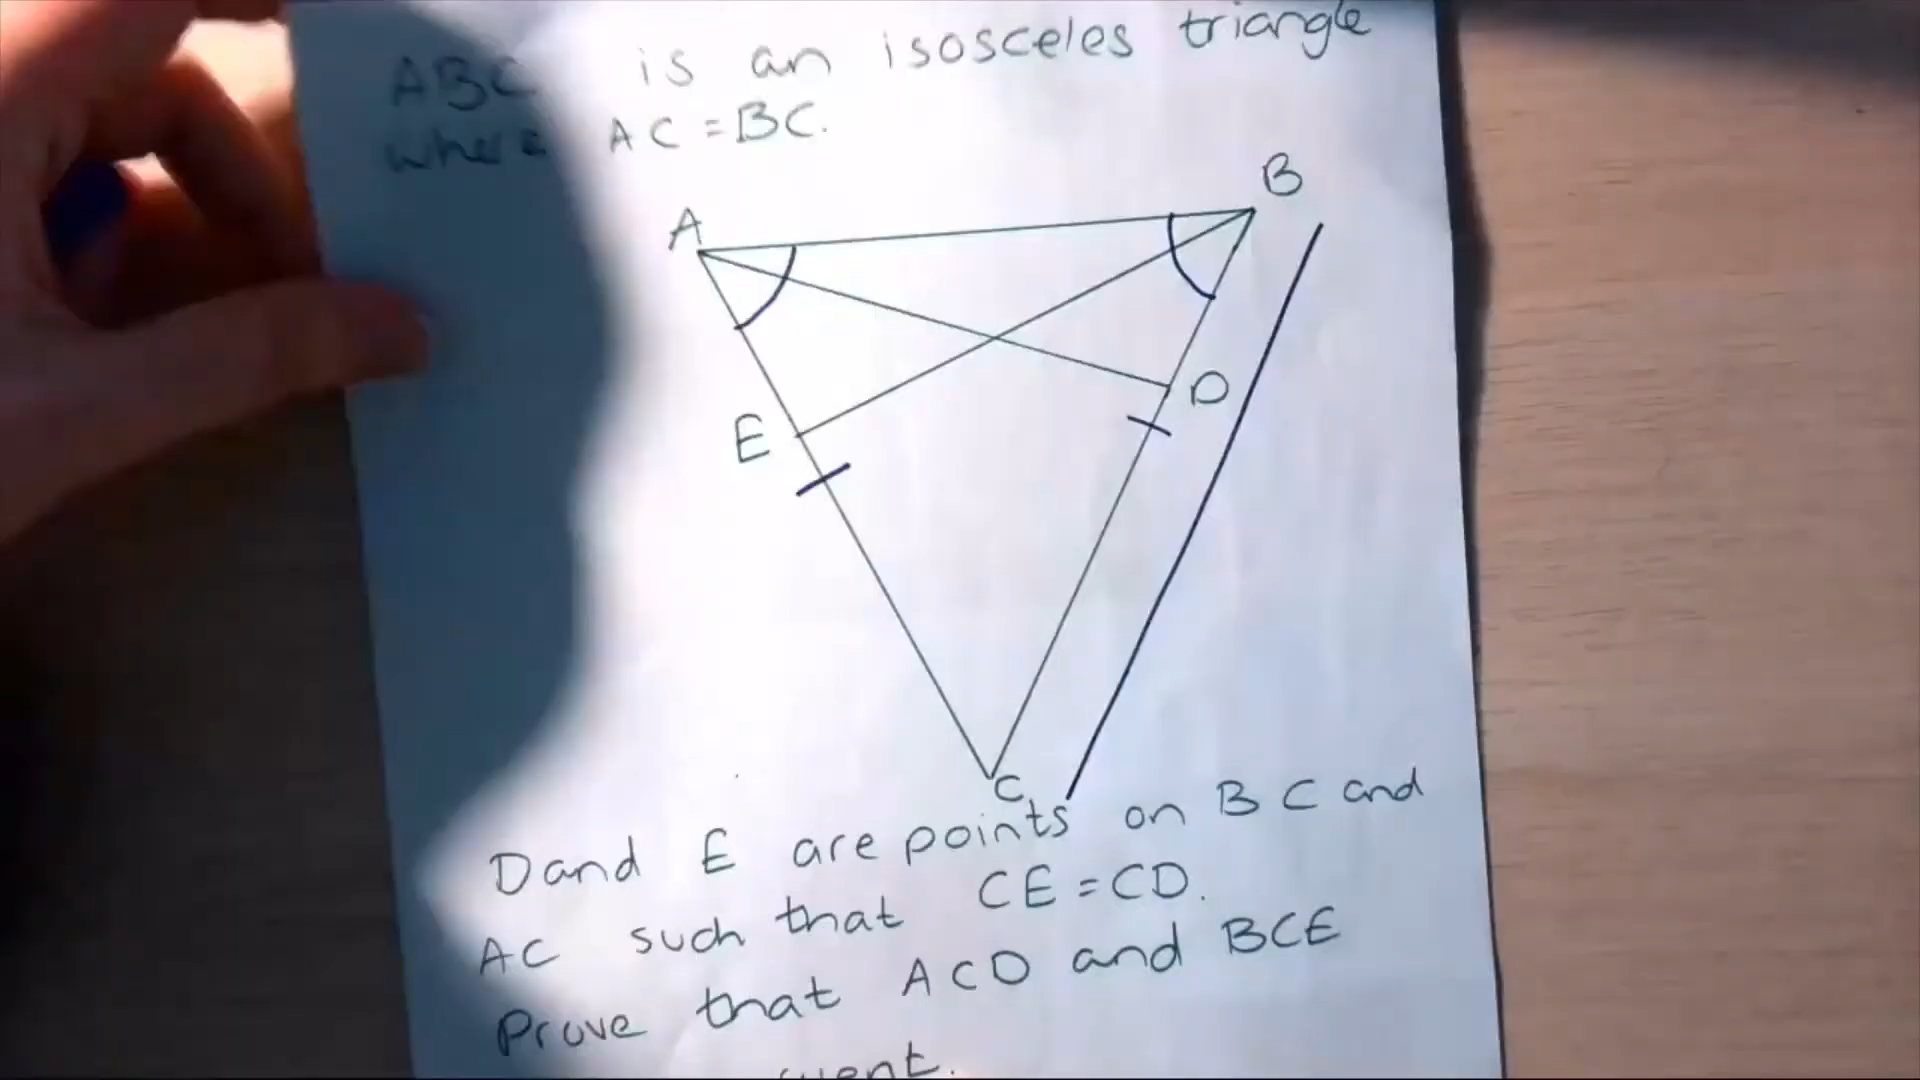 ABC is an isosceles triangle
where AC = BC.
B
A
D
E
C
D and E are points on BC and
AC such that CE = CD.
Prove that ACD and BCE